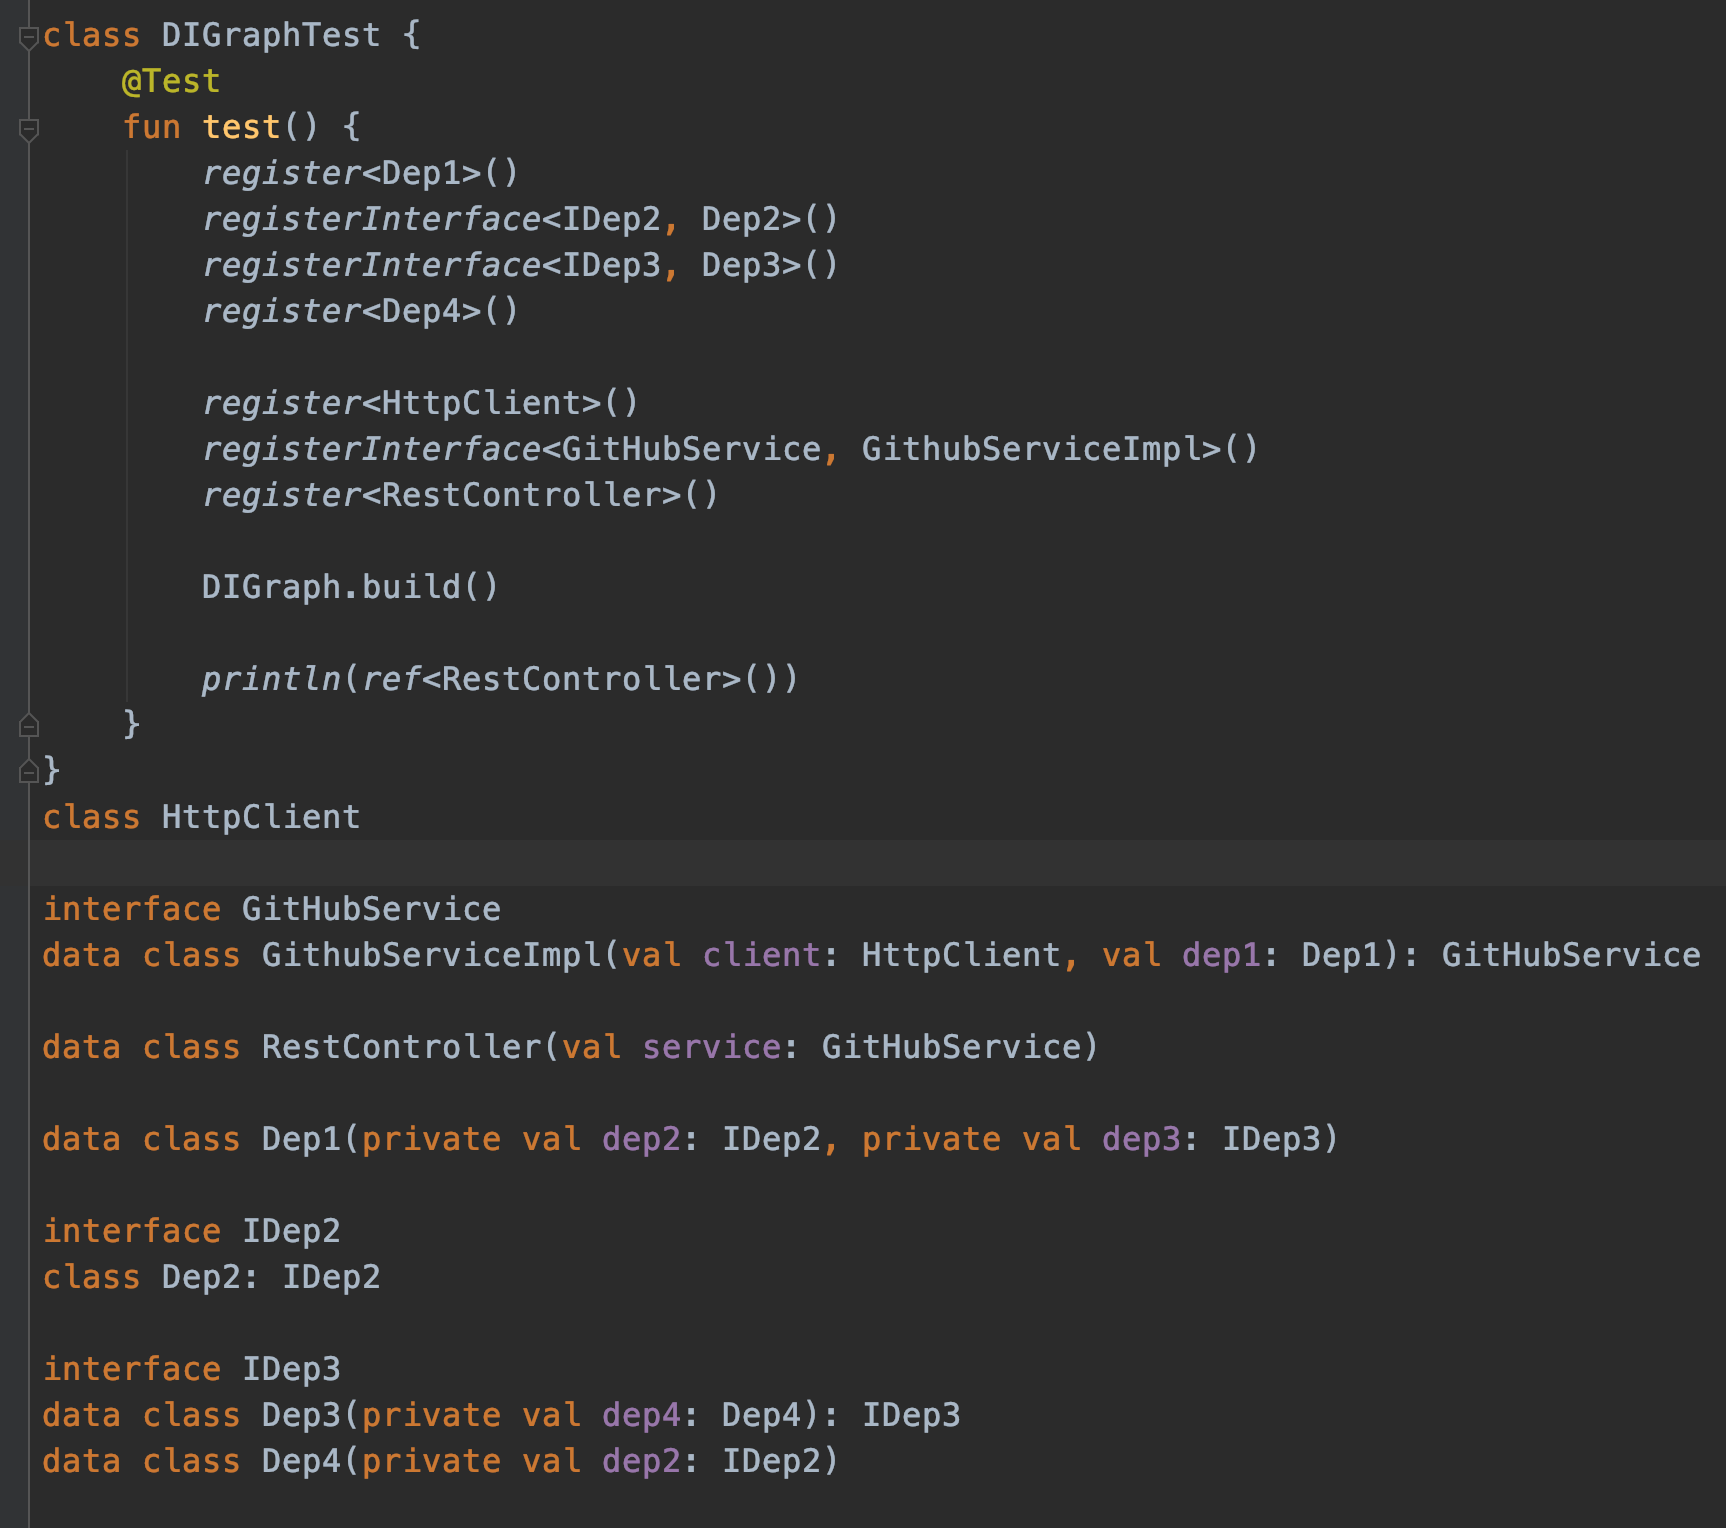 class DIGraphTest {
    @Test
    fun test() {
        register<Dep1>()
        registerInterface<IDep2, Dep2>()
        registerInterface<IDep3, Dep3>()
        register<Dep4>()

        register<HttpClient>()
        registerInterface<GitHubService, GithubServiceImpl>()
        register<RestController>()

        DIGraph.build()

        println(ref<RestController>())
    }
}
class HttpClient

interface GitHubService
data class GithubServiceImpl(val client: HttpClient, val dep1: Dep1): GitHubService

data class RestController(val service: GitHubService)

data class Dep1(private val dep2: IDep2, private val dep3: IDep3)

interface IDep2
class Dep2: IDep2

interface IDep3
data class Dep3(private val dep4: Dep4): IDep3
data class Dep4(private val dep2: IDep2)